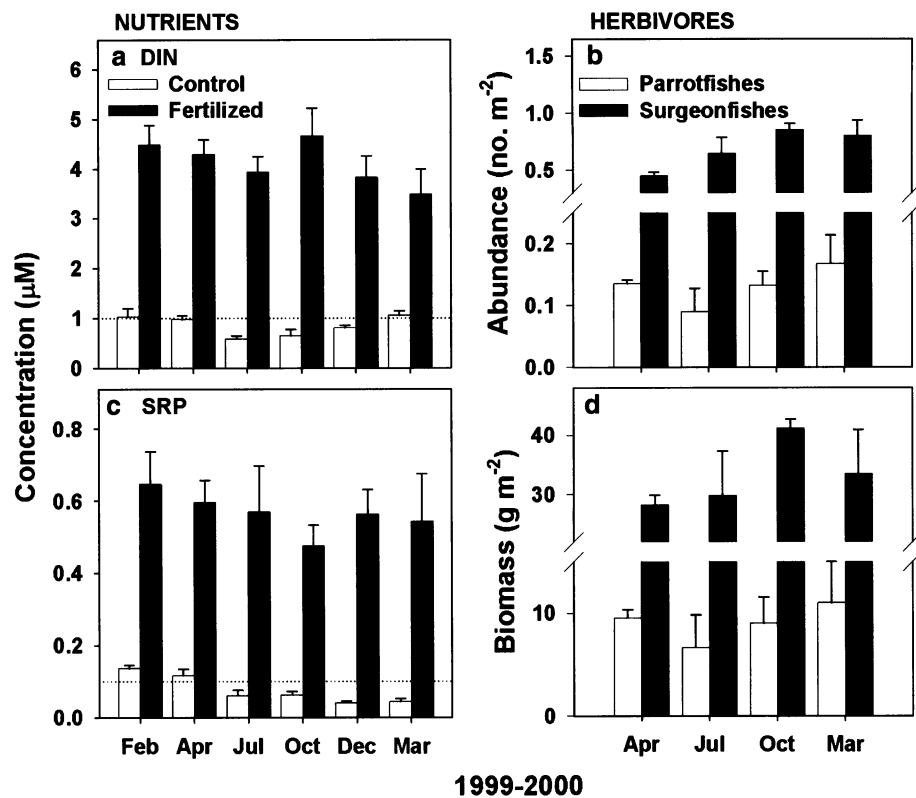 NUTRIENTS
HERBIVORES
a DIN
Control
Fertilized
6
5
4
3
2
1
0
b
Parrotfishes
Surgeonfishes
1.5
1.0
0.5
0.2
0.1
0.0
Abundance (no. m-2)
Concentration (µM)
c SRP
0.8
0.6
0.4
0.2
0.0
Feb Apr Jul Oct Dec Mar
d
40
30
10
0
Biomass (g m-2)
Apr Jul Oct Mar
1999-2000